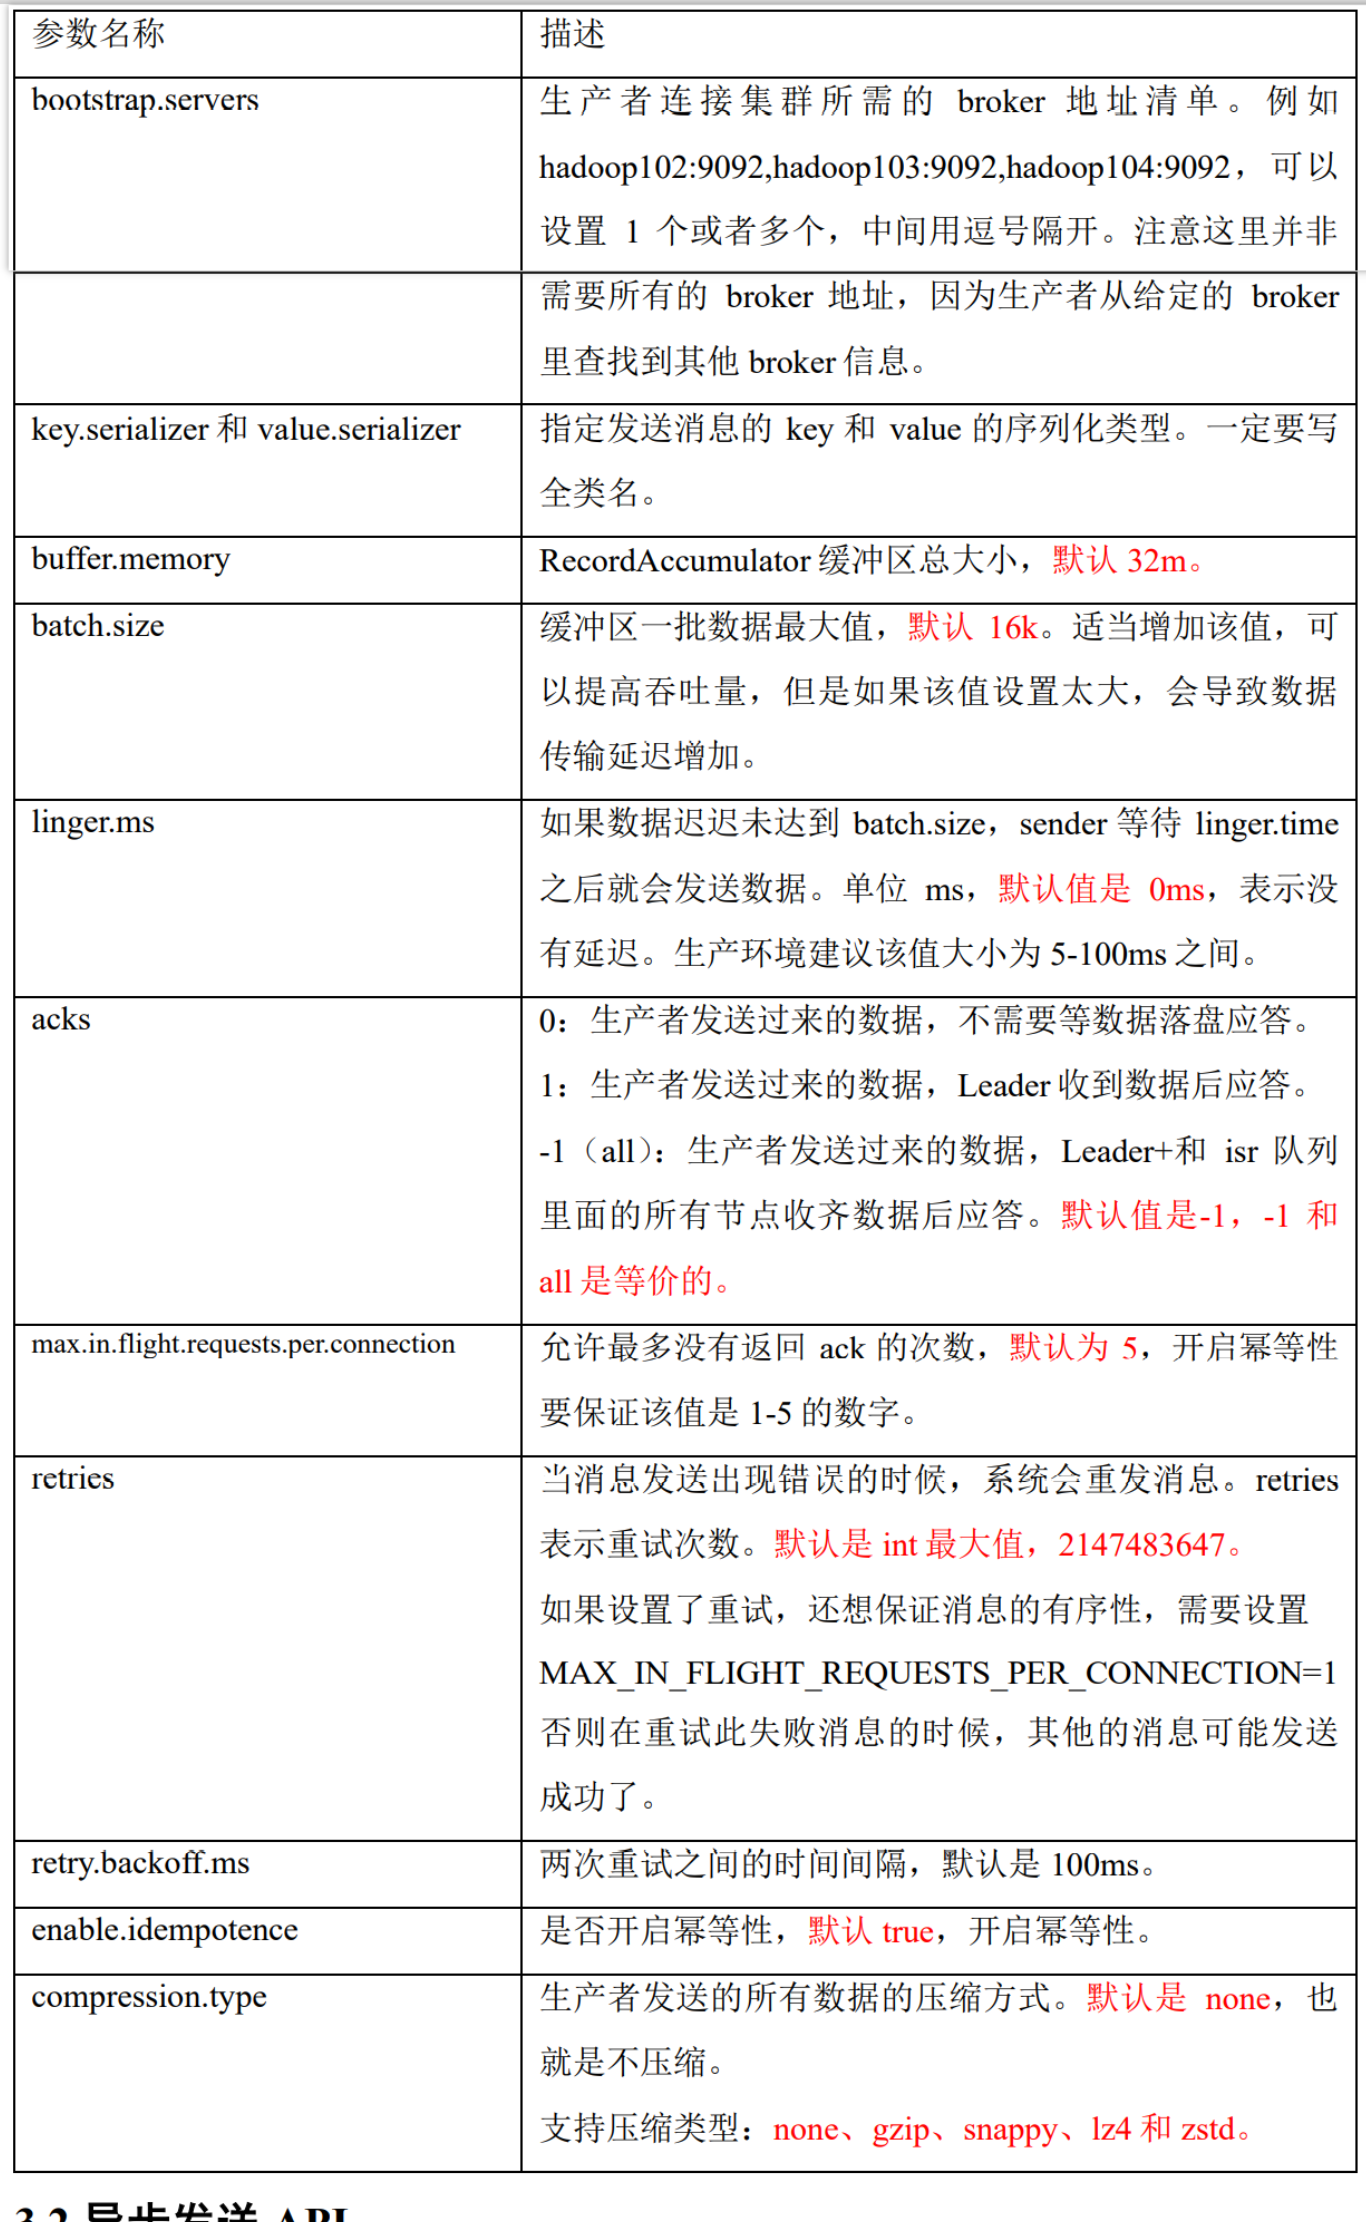 参数名称
描述
bootstrap.servers
生产者连接集群所需的 broker 地址清单。例如
hadoop102:9092,hadoop103:9092,hadoop104:9092，可以
设置 1 个或者多个，中间用逗号隔开。注意这里并非
需要所有的 broker 地址，因为生产者从给定的 broker
里查找到其他 broker 信息。
key.serializer 和 value.serializer
指定发送消息的 key 和 value 的序列化类型。一定要写
全类名。
buffer.memory
RecordAccumulator 缓冲区总大小，默认 32m。
batch.size
缓冲区一批数据最大值，默认 16k。适当增加该值，可
以提高吞吐量，但是如果该值设置太大，会导致数据
传输延迟增加。
linger.ms
如果数据迟迟未达到 batch.size，sender 等待 linger.time
之后就会发送数据。单位 ms，默认值是 0ms，表示没
有延迟。生产环境建议该值大小为 5-100ms 之间。
acks
0：生产者发送过来的数据，不需要等数据落盘应答。
1：生产者发送过来的数据，Leader 收到数据后应答。
-1（all）：生产者发送过来的数据，Leader+和 isr 队列
里面的所有节点收齐数据后应答。默认值是-1，-1 和
all 是等价的。
max.in.flight.requests.per.connection
允许最多没有返回 ack 的次数，默认为 5，开启幂等性
要保证该值是 1-5 的数字。
retries
当消息发送出现错误的时候，系统会重发消息。retries
表示重试次数。默认是 int 最大值，2147483647。
如果设置了重试，还想保证消息的有序性，需要设置
MAX_IN_FLIGHT_REQUESTS_PER_CONNECTION=1
否则在重试此失败消息的时候，其他的消息可能发送
成功了。
retry.backoff.ms
两次重试之间的时间间隔，默认是 100ms。
enable.idempotence
是否开启幂等性，默认 true，开启幂等性。
compression.type
生产者发送的所有数据的压缩方式。默认是 none，也
就是不压缩。
支持压缩类型：none、gzip、snappy、lz4 和 zstd。
3.2 异步发送 API